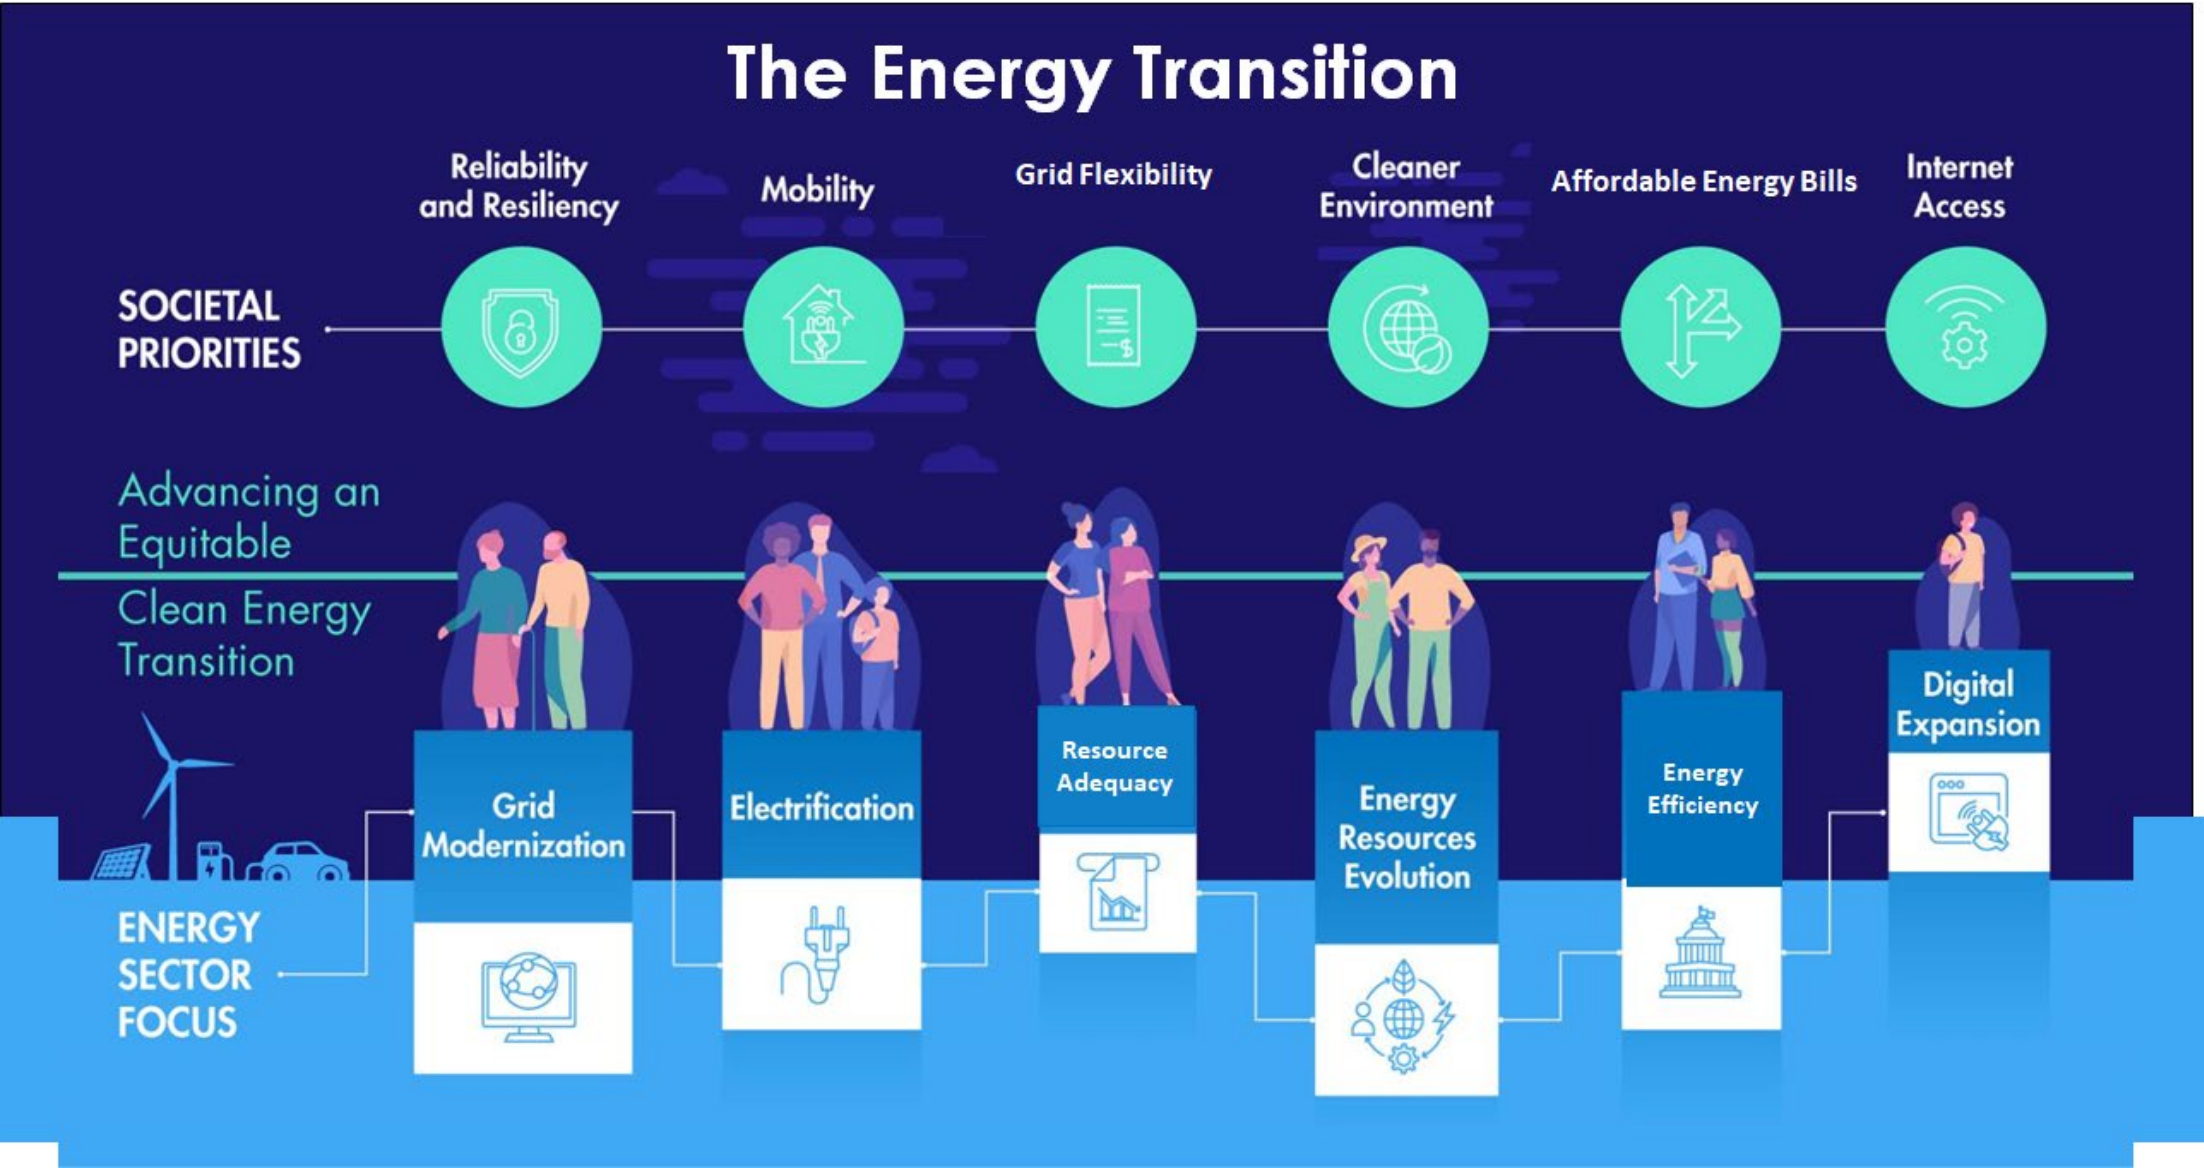 The Energy Transition
Reliability
and Resiliency
Mobility
Grid Flexibility
Cleaner
Environment
Affordable Energy Bills
Internet
Access
SOCIETAL
PRIORITIES
$
Advancing an
Equitable
Clean Energy
Transition
Grid
Modernization
Electrification
Resource
Adequacy
Energy
Resources
Evolution
Energy
Efficiency
Digital
Expansion
ENERGY
SECTOR
FOCUS